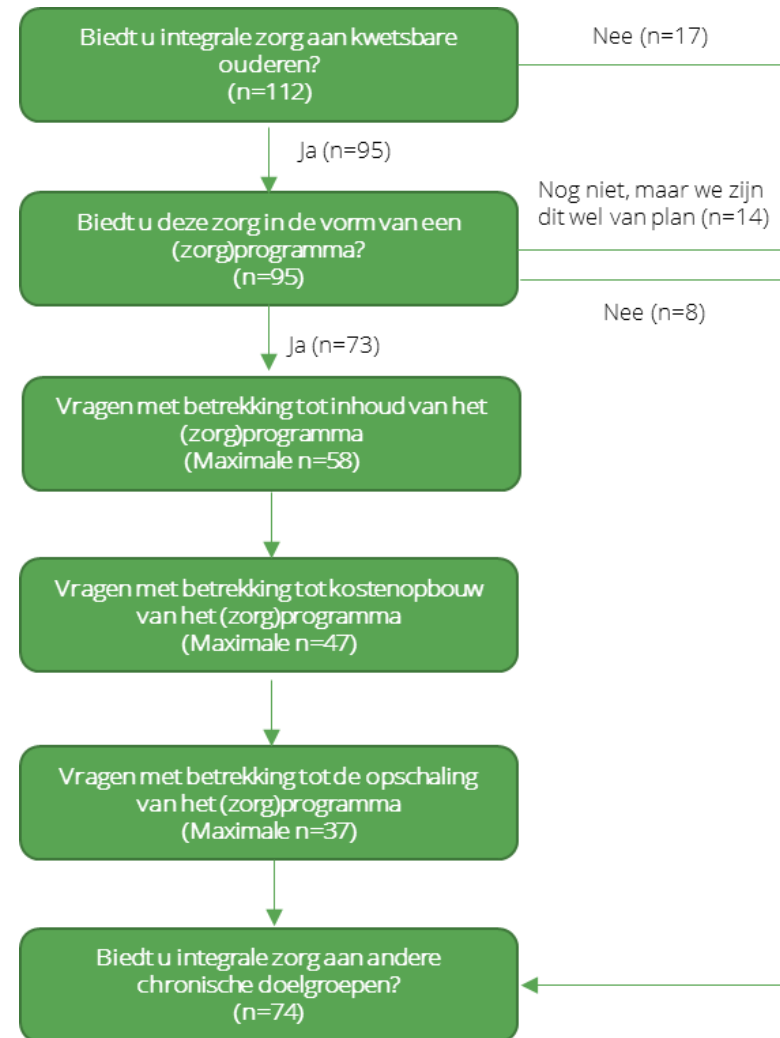 Biedt u integrale zorg aan kwetsbare
ouderen?
(n=112)
Nee (n=17)
Ja (n=95)
Biedt u deze zorg in de vorm van een
(zorg)programma?
(n=95)
Nog niet, maar we zijn
dit wel van plan (n=14)
Nee (n=8)
Ja (n=73)
Vragen met betrekking tot inhoud van het
(zorg)programma
(Maximale n=58)
Vragen met betrekking tot kostenopbouw
van het (zorg)programma
(Maximale n=47)
Vragen met betrekking tot de opschaling
van het (zorg)programma
(Maximale n=37)
Biedt u integrale zorg aan andere
chronische doelgroepen?
(n=74)